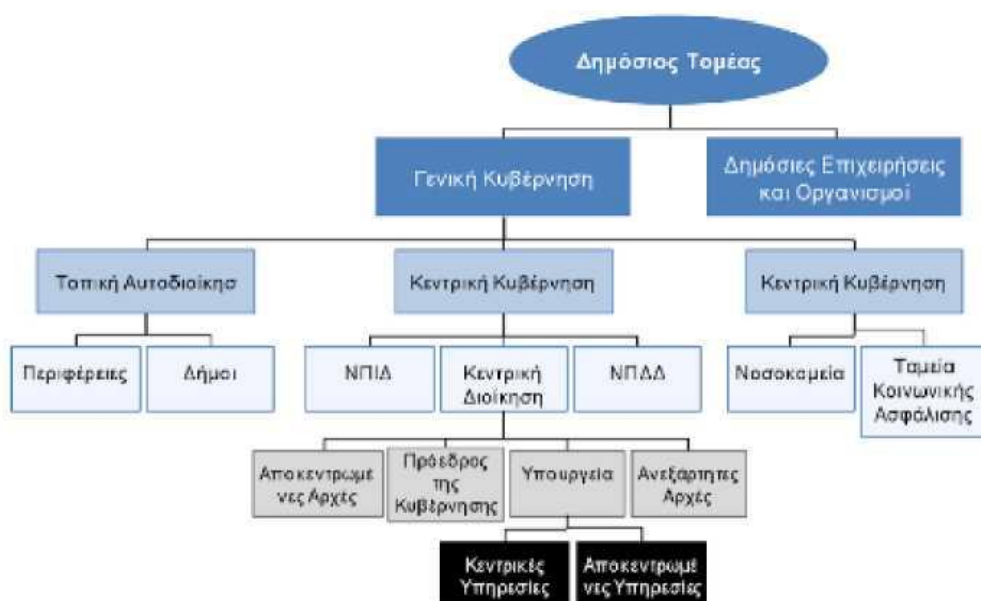 Δημόσιος Τομέας
Γενική Κυβέρνηση
Δημόσιες Επιχειρήσεις
και Οργανισμοί
Τοπική Αυτοδιοίκησ
Κεντρική Κυβέρνηση
Κεντρική Κυβέρνηση
Περιφέρειες
Δήμοι
ΝΠΙΔ
Κεντρική
Διοίκηση
ΝΠΔΔ
Νοσοκομεία
Ταμεία
Κοινωνικής
Ασφάλισης
Αποκεντρωμέ
νες Αρχές
Πρόεδρος
της
Κυβέρνησης
Υπουργεία
Ανεξάρτητες
Αρχές
Κεντρικές
Υπηρεσίες
Αποκεντρωμέ
νες Υπηρεσίες